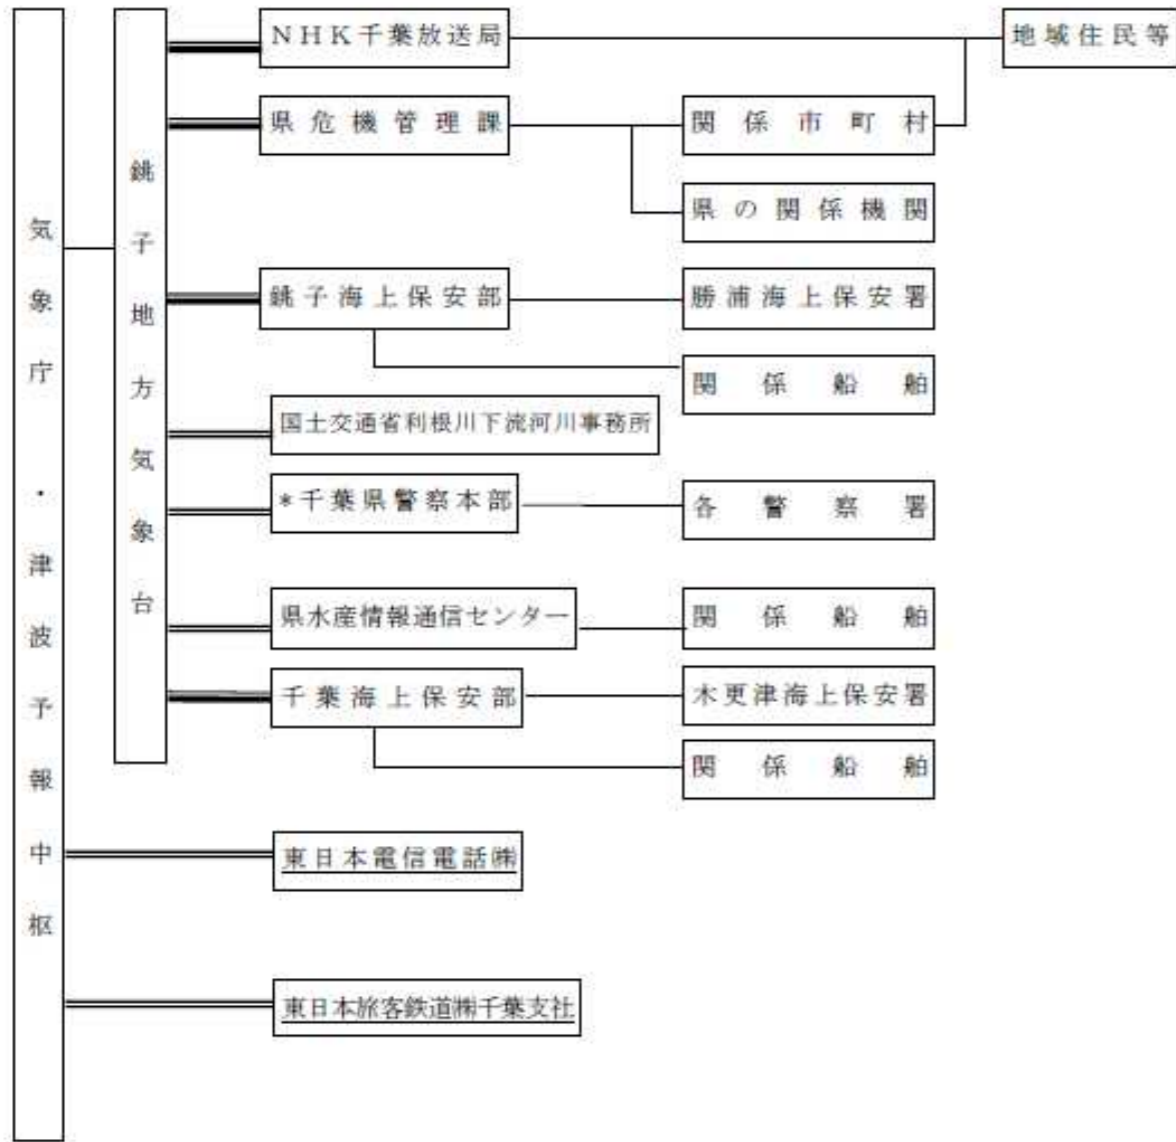 気象庁・津波予報中枢
銚子地方気象台
NHK千葉放送局
地域住民等
県危機管理課
関係市町村
県の関係機関
銚子海上保安部
勝浦海上保安署
関係船舶
国土交通省利根川下流河川事務所
*千葉県警察本部
各警察署
県水産情報通信センター
関係船舶
千葉海上保安部
木更津海上保安署
関係船舶
東日本電信電話㈱
東日本旅客鉄道㈱千葉支社